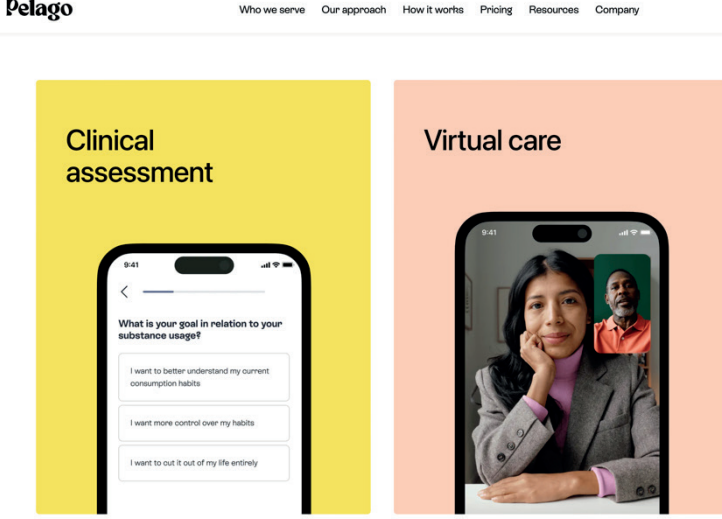 Pelago
Who we serve Our approach How it works Pricing Resources Company
Clinical
assessment
9:41
What is your goal in relation to your
substance usage?
I want to better understand my current
consumption habits
I want more control over my habits
I want to cut it out of my life entirely
Virtual care
9:41